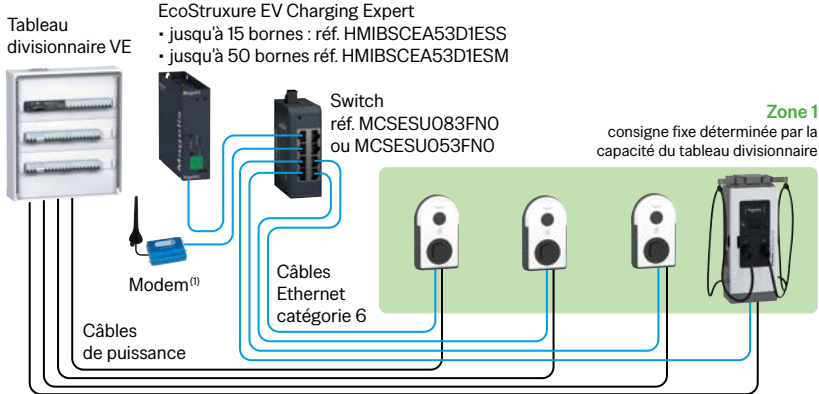 EcoStruxure EV Charging Expert
• jusqu'à 15 bornes : réf. HMIBSCEA53D1ESS
• jusqu'à 50 bornes réf. HMIBSCEA53D1ESM
Tableau
divisionnaire VE
Switch
réf. MCSESU083FN0
ou MCSESU053FN0
Zone 1
consigne fixe déterminée par la
capacité du tableau divisionnaire
Magelis
Modem(1)
Câbles
Ethernet
catégorie 6
Câbles
de puissance